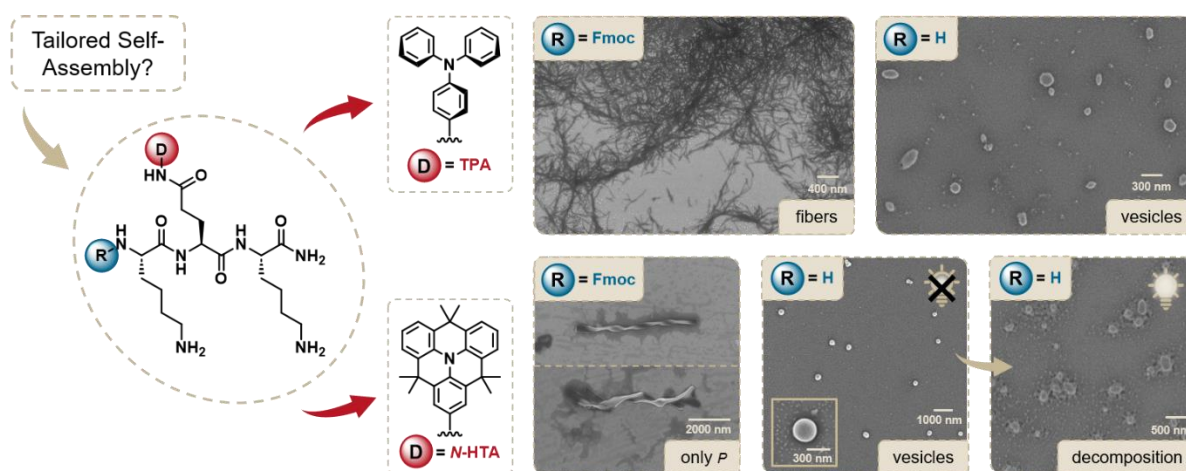 Tailored Self-
Assembly?
D
HN
O
H
N
O
H
N
O
R
N
H
O
NH2
NH2
NH2
N
D = TPA
N
D = N-HTA
R = Fmoc
400 nm
fibers
R = H
300 nm
vesicles
R = Fmoc
2000 nm
only P
R = H
1000 nm
300 nm
vesicles
R = H
500 nm
decomposition